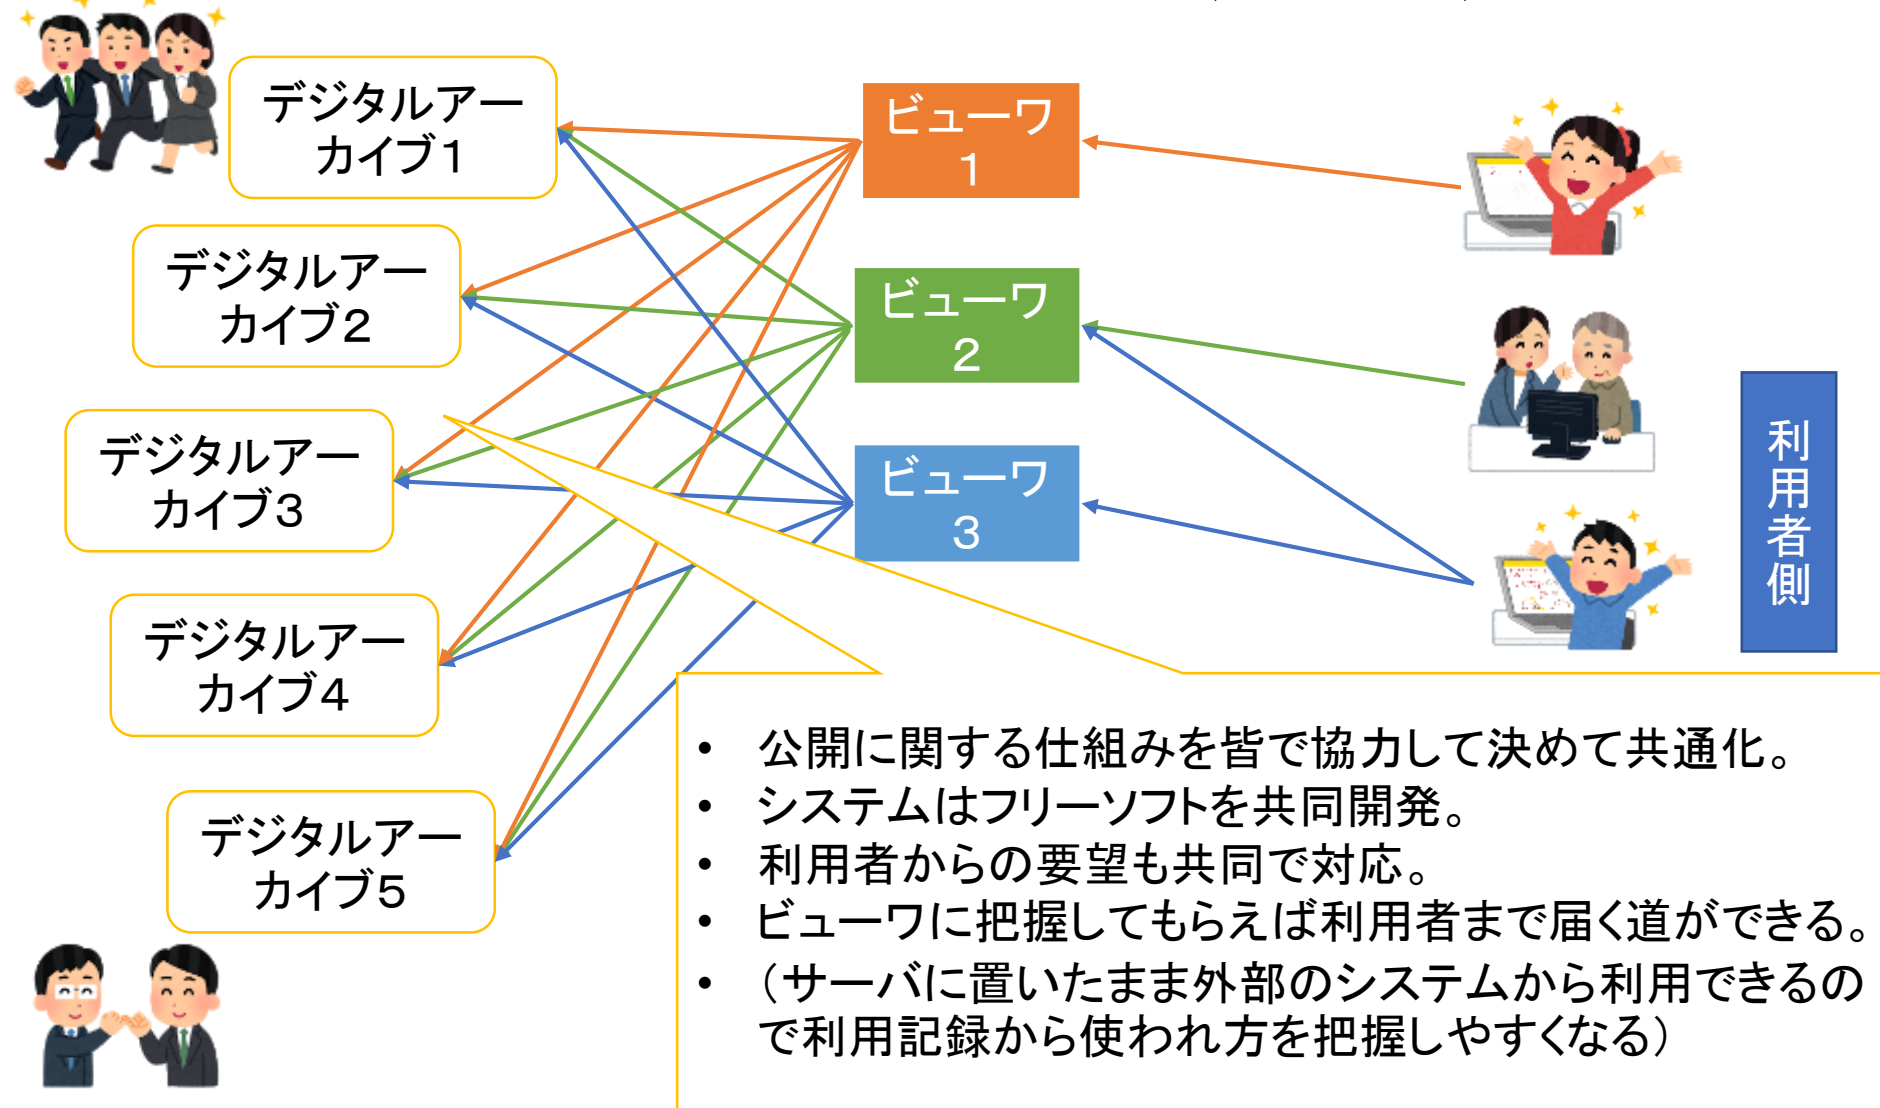 デジタルアー
カイブ１
デジタルアー
カイブ２
デジタルアー
カイブ３
デジタルアー
カイブ４
デジタルアー
カイブ５
ビューワ
１
ビューワ
２
ビューワ
３
利用者側
• 公開に関する仕組みを皆で協力して決めて共通化。
• システムはフリーソフトを共同開発。
• 利用者からの要望も共同で対応。
• ビューワに把握してもらえば利用者まで届く道ができる。
• （サーバに置いたまま外部のシステムから利用できるの
で利用記録から使われ方を把握しやすくなる）